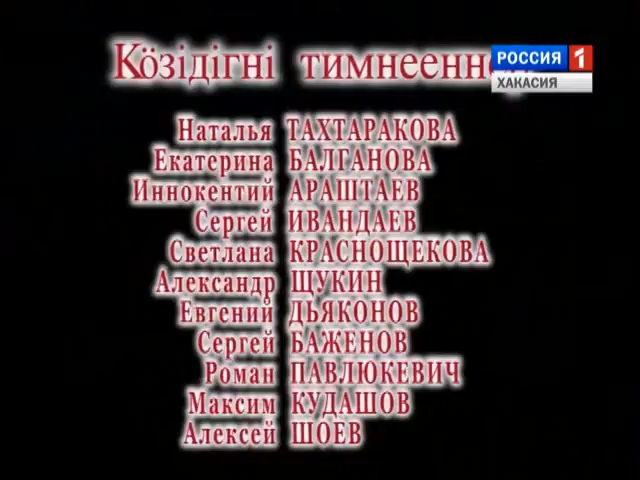 Кӧзідігні тимнееннер
РОССИЯ 1
ХАКАСИЯ
Наталья ТАХТАРАКОВА
Екатерина БАЛГАНОВА
Иннокентий АРАШТАЕВ
Сергей ИВАНДАЕВ
Светлана КРАСНОЩЕКОВА
Александр ЩУКИН
Евгений ДЬЯКОНОВ
Сергей БАЖЕНОВ
Роман ПАВЛЮКЕВИЧ
Максим КУДАШОВ
Алексей ШОЕВ